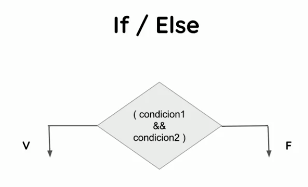 If / Else
( condicion1
&&
condicion2 )
V
F